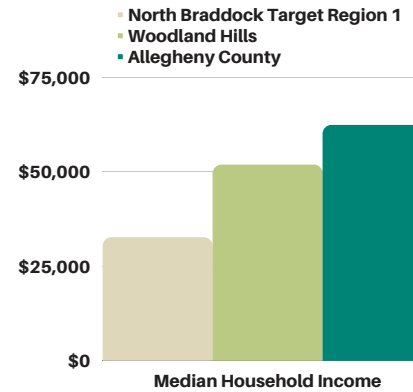 North Braddock Target Region 1
Woodland Hills
Allegheny County
$75,000
$50,000
$25,000
$0
Median Household Income